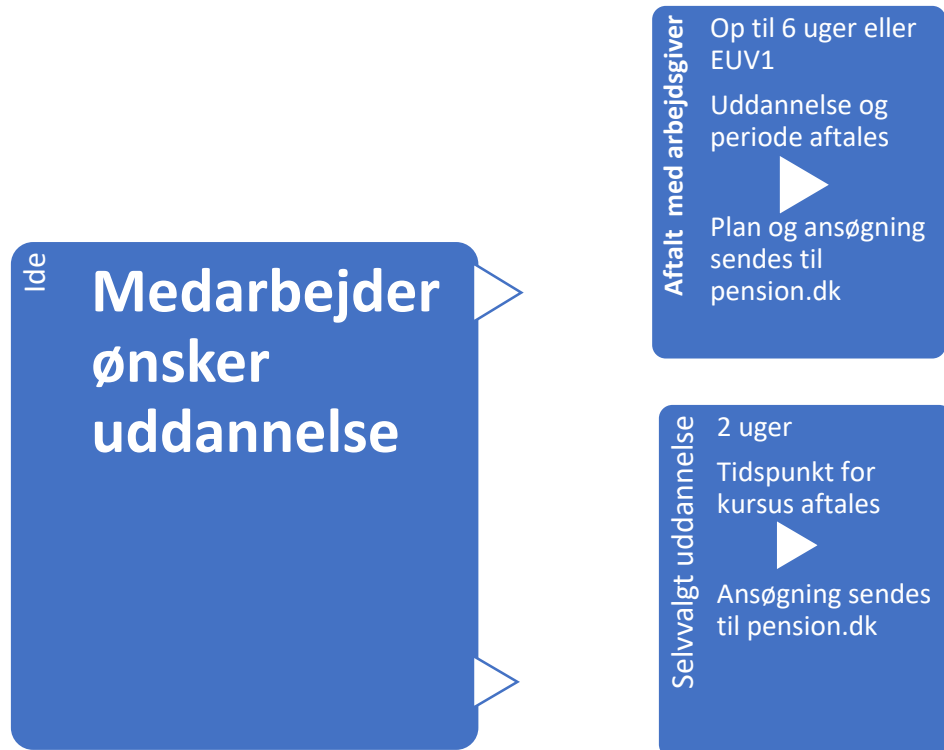 Ide
Medarbejder
ønsker
uddannelse
Aftalt med arbejdsgiver
Op til 6 uger eller
EUV1
Uddannelse og
periode aftales
Plan og ansøgning
sendes til
pension.dk
Selvvalgt uddannelse
2 uger
Tidspunkt for
kursus aftales
Ansøgning sendes
til pension.dk